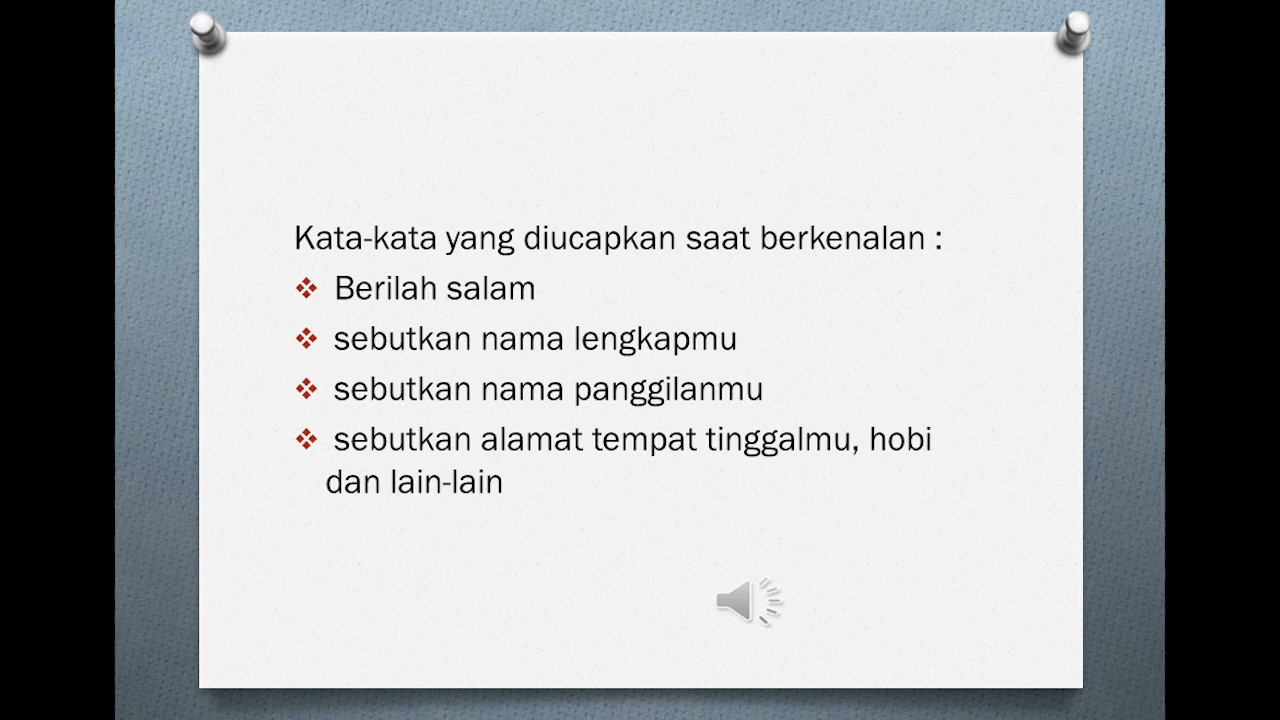 Kata-kata yang diucapkan saat berkenalan :
❖ Berilah salam
❖ sebutkan nama lengkapmu
❖ sebutkan nama panggilanmu
❖ sebutkan alamat tempat tinggalmu, hobi
dan lain-lain